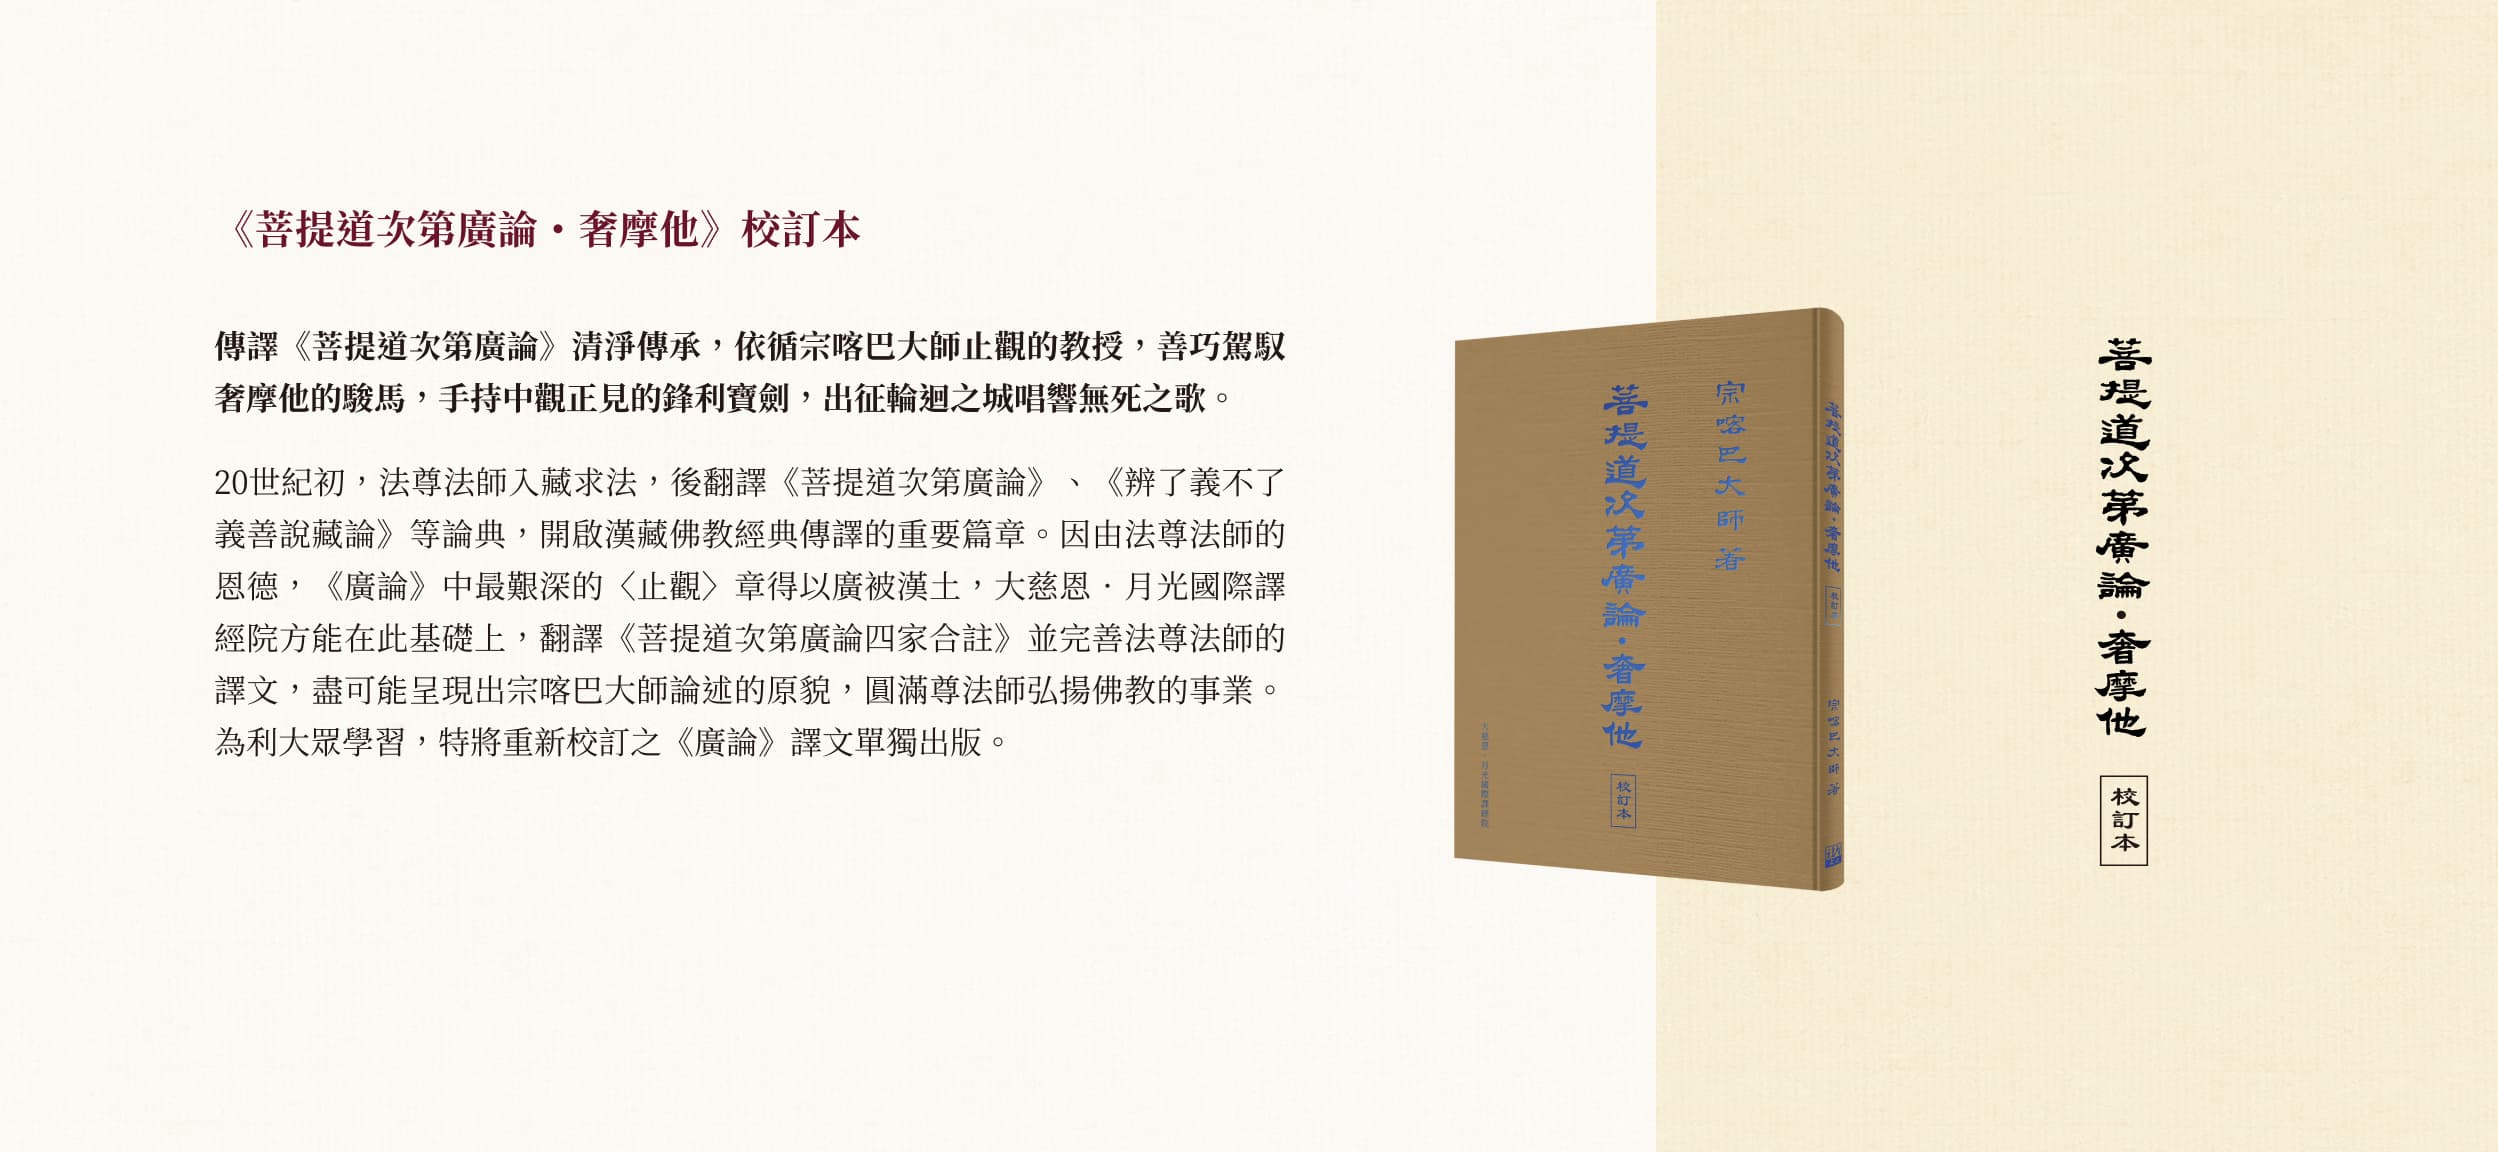 《菩提道次第廣論・奢摩他》校訂本
傳譯《菩提道次第廣論》清淨傳承，依循宗喀巴大師止觀的教授，善巧駕馭
奢摩他的駿馬，手持中觀正見的鋒利寶劍，出征輪迴之城唱響無死之歌。
20世紀初，法尊法師入藏求法，後翻譯《菩提道次第廣論》、《辨了義不了
義善說藏論》等論典，開啟漢藏佛教經典傳譯的重要篇章。因由法尊法師的
恩德，《廣論》中最艱深的〈止觀〉章得以廣被漢土，大慈恩．月光國際譯
經院方能在此基礎上，翻譯《菩提道次第廣論四家合註》並完善法尊法師的
譯文，盡可能呈現出宗喀巴大師論述的原貌，圓滿尊法師弘揚佛教的事業。
為利大眾學習，特將重新校訂之《廣論》譯文單獨出版。
宗喀巴大師 著
菩提道次第廣論・奢摩他
校訂本
大慈恩・月光國際譯經院
菩提道次第廣論・奢摩他
校訂本
宗喀巴大師 著
菩提道次第廣論・奢摩他
校訂本